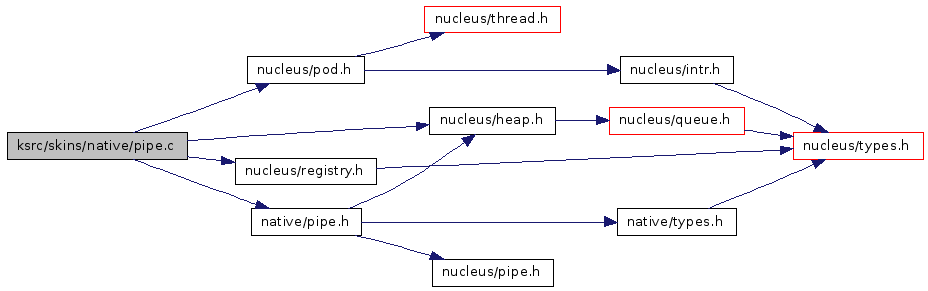 nucleus/thread.h
nucleus/pod.h
nucleus/intr.h
nucleus/heap.h
nucleus/queue.h
ksrc/skins/native/pipe.c
nucleus/types.h
nucleus/registry.h
native/pipe.h
native/types.h
nucleus/pipe.h